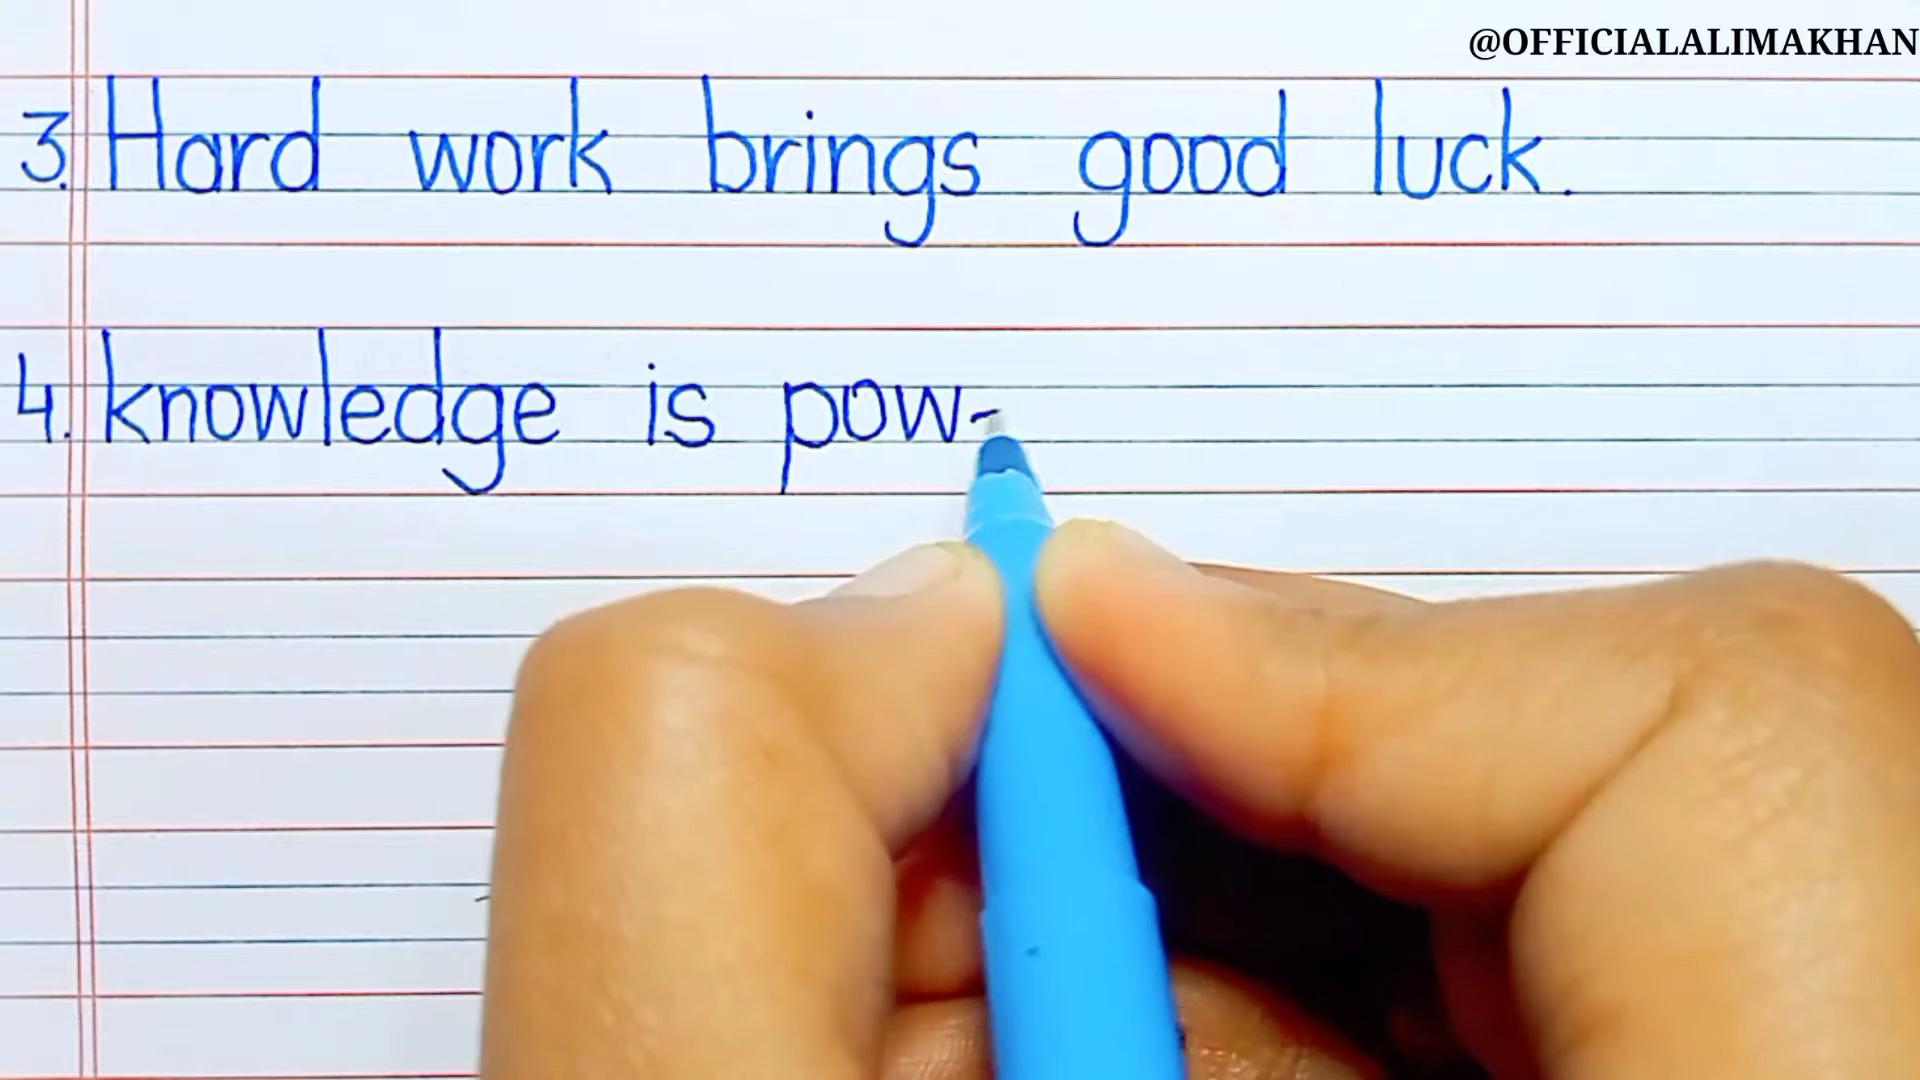 @OFFICIALALIMAKHAN
3. Hard work brings good luck.
4. knowledge is pow-